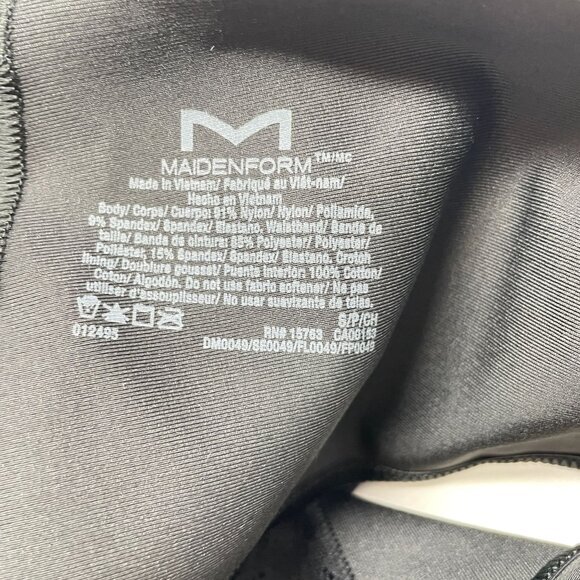 M
MAIDENFORM TM/MC
Made in Vietnam/ Fabriqué au Viêt-nam/
Hecho en Vietnam
Body/ Corps/ Cuerpo: 91% Nylon/ Nylon/ Poliamida,
9% Spandex/ Spandex/ Elastano, Waistband/ Bande de
taille/ Banda de cintura: 85% Polyester/ Polyester/
Poliéster, 15% Spandex/ Spandex/ Elastano, Crotch
lining/ Doublure gousset/ Puente interior: 100% Cotton/
Coton/ Algodón. Do not use fabric softener/ Ne pas
utiliser d'assouplisseur/ No use suavizante de telas.
S/P/CH
012495 RN# 15763 CA00153
DM0049/SE0049/FL0049/FP0049